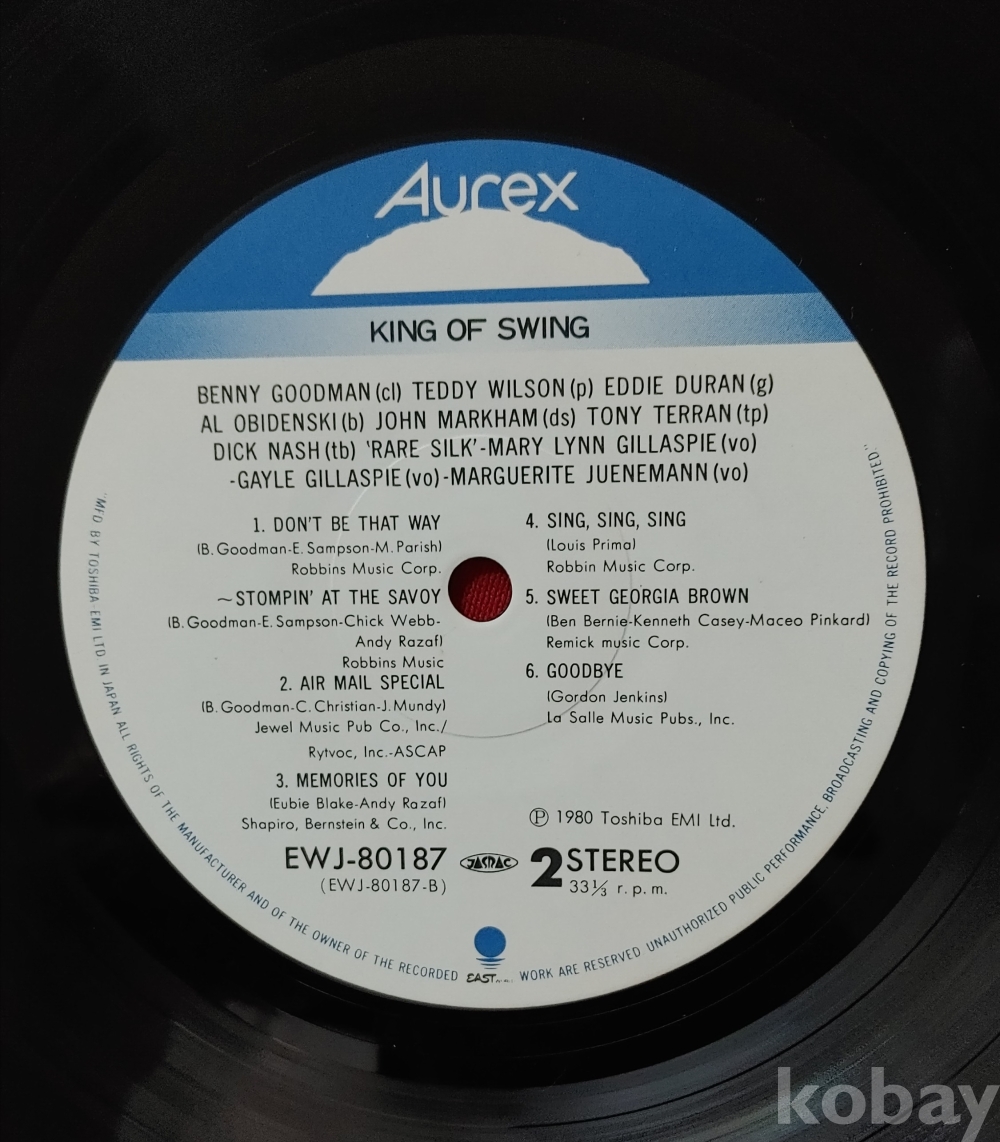 Aurex
KING OF SWING
BENNY GOODMAN(cl) TEDDY WILSON(p) EDDIE DURAN(g)
AL OBIDENSKI(b) JOHN MARKHAM(ds) TONY TERRAN(tp)
DICK NASH(tb) 'RARE SILK'-MARY LYNN GILLASPIE(vo)
-GAYLE GILLASPIE(vo)-MARGUERITE JUENEMANN(vo)
1. DON'T BE THAT WAY
(B.Goodman-E.Sampson-M.Parish)
Robbins Music Corp.
~STOMPIN' AT THE SAVOY
(B.Goodman-E.Sampson-Chick Webb-
Andy Razaf)
Robbins Music
2. AIR MAIL SPECIAL
(B.Goodman-C.Christian-J.Mundy)
Jewel Music Pub Co., Inc./
Rytvoc, Inc.-ASCAP
3. MEMORIES OF YOU
(Eubie Blake-Andy Razaf)
Shapiro, Bernstein & Co., Inc.
4. SING, SING, SING
(Louis Prima)
Robbin Music Corp.
5. SWEET GEORGIA BROWN
(Ben Bernie-Kenneth Casey-Maceo Pinkard)
Remick music Corp.
6. GOODBYE
(Gordon Jenkins)
La Salle Music Pubs., Inc.
Ⓟ 1980 Toshiba EMI Ltd.
EWJ-80187 JASRAC 2 STEREO
(EWJ-80187-B) 33⅓ r.p.m.
"MFD BY TOSHIBA EMI LTD. IN JAPAN ALL RIGHTS OF THE MANUFACTURER AND OF THE OWNER OF THE RECORDED WORK ARE RESERVED UNAUTHORIZED PUBLIC PERFORMANCE. BROADCASTING AND COPYING OF THE RECORD PROHIBITED"
EAST
kobay